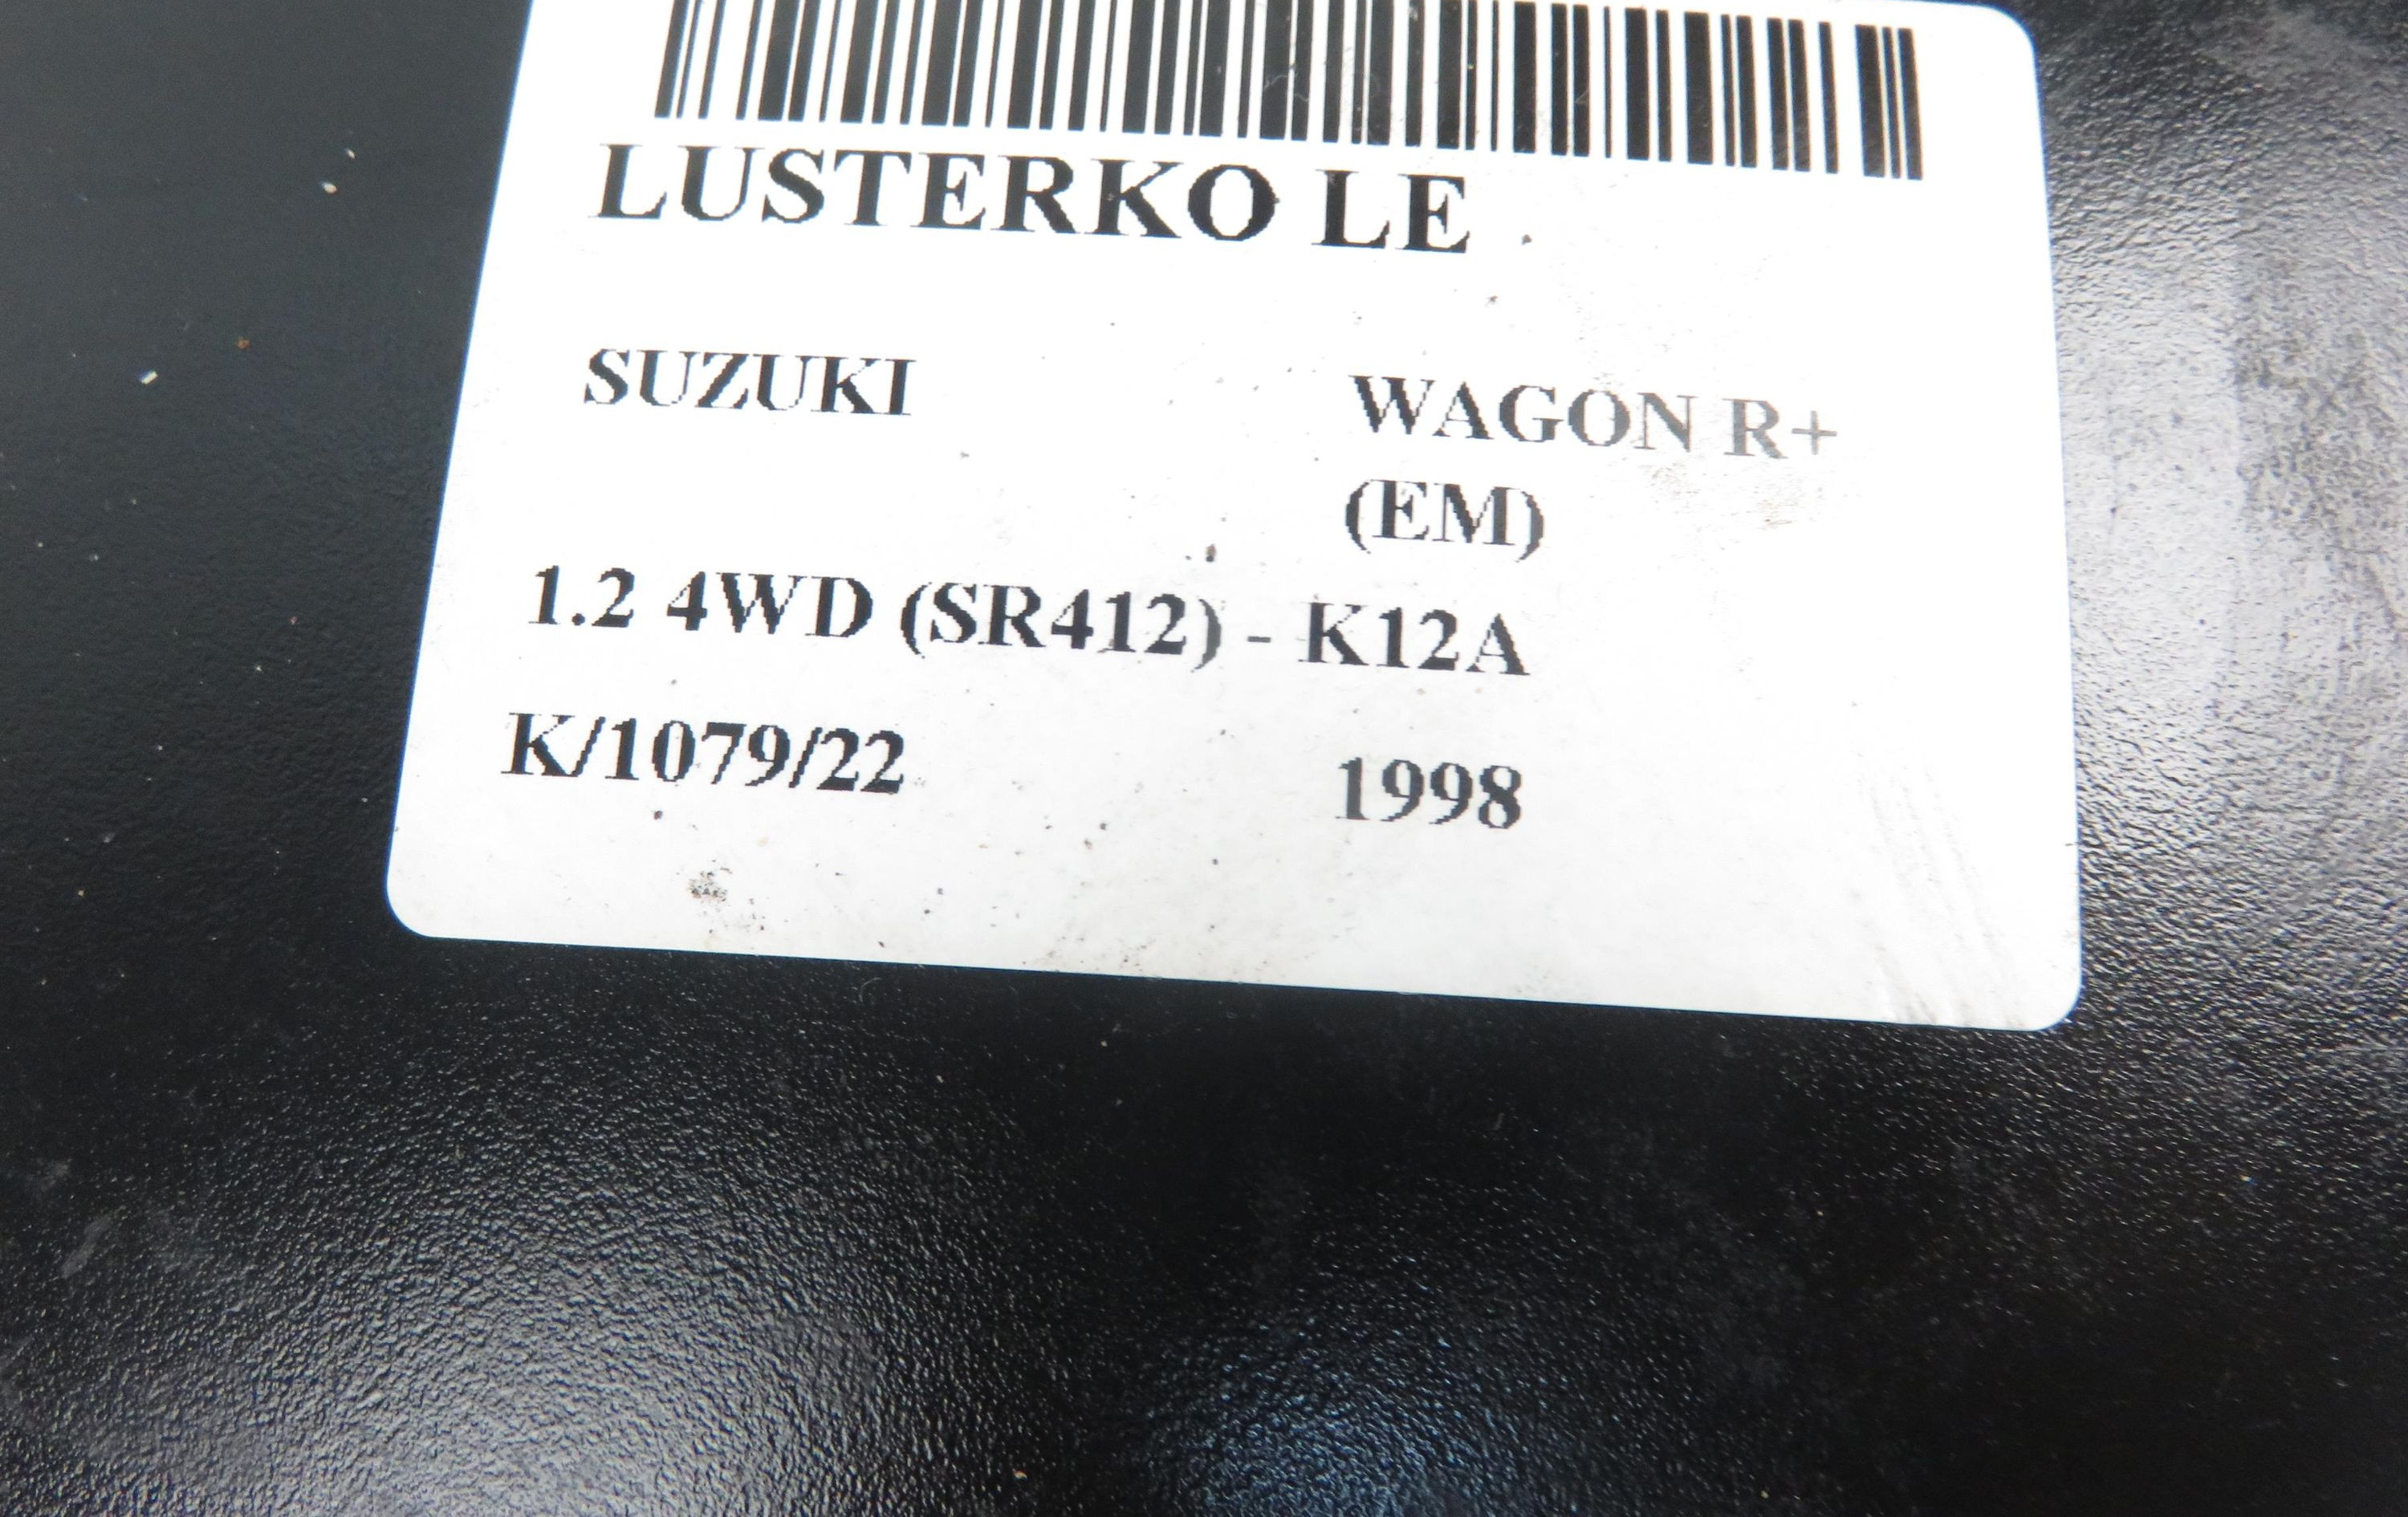 LUSTERKO LE
SUZUKI WAGON R+
(EM)
1.2 4WD (SR412) - K12A
K/1079/22 1998